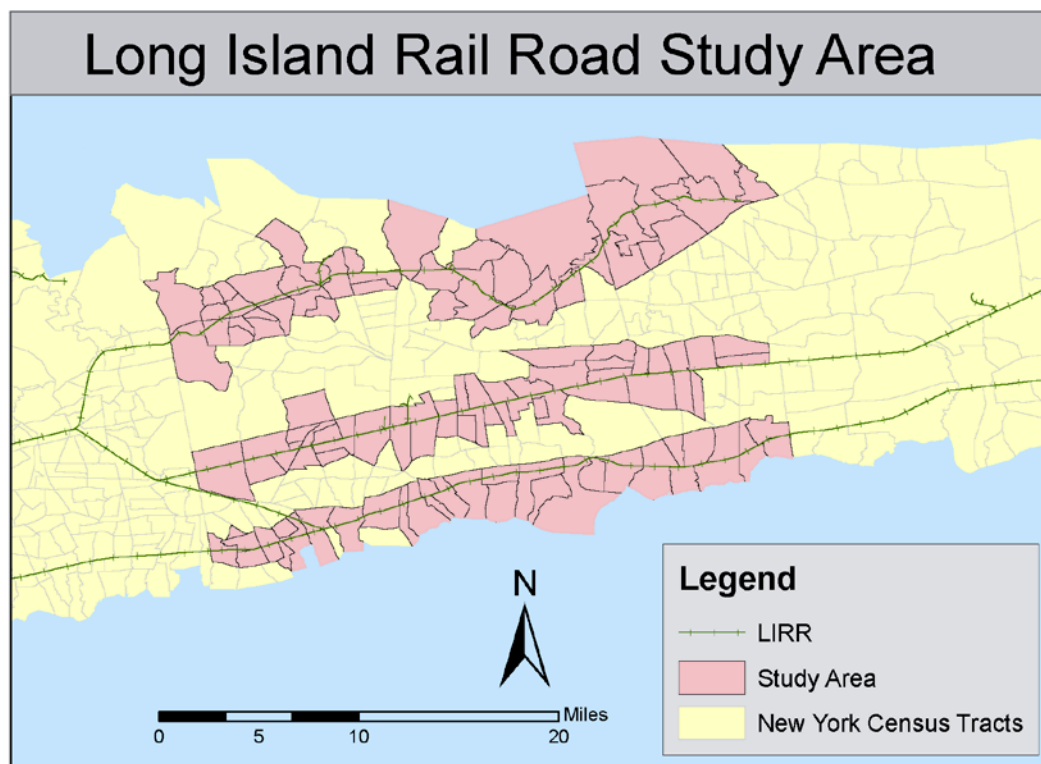 Long Island Rail Road Study Area
N
Miles
0 5 10 20
Legend
LIRR
Study Area
New York Census Tracts